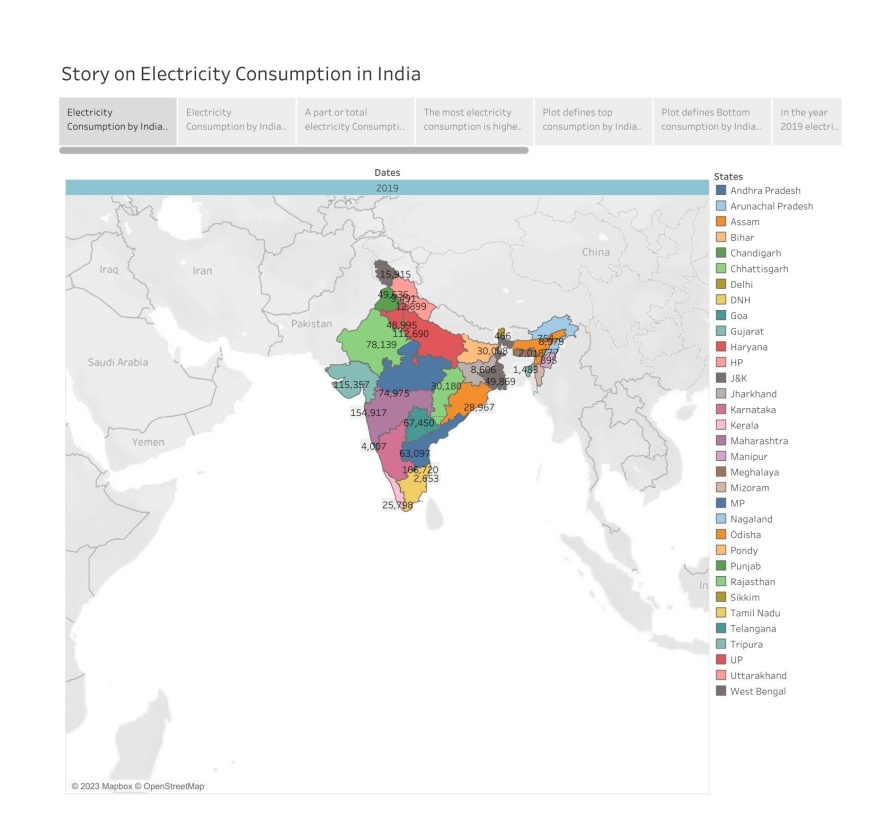 Story on Electricity Consumption in India
Electricity
Consumption by India..
Electricity
Consumption by India..
A part or total
electricity Consumpti..
The most electricity
consumption is highe..
Plot defines top
consumption by India..
Plot defines Bottom
consumption by India..
In the year
2019 electri..
Dates
2019
States
Andhra Pradesh
Arunachal Pradesh
Assam
Bihar
Chandigarh
Chhattisgarh
Delhi
DNH
Goa
Gujarat
Haryana
HP
J&K
Jharkhand
Karnataka
Kerala
Maharashtra
Manipur
Meghalaya
Mizoram
MP
Nagaland
Odisha
Pondy
Punjab
Rajasthan
Sikkim
Tamil Nadu
Telangana
Tripura
UP
Uttarakhand
West Bengal
China
Iraq
Iran
Pakistan
Saudi Arabia
Yemen
In
15,915
12,899
48,995
112,690
78,139
466
30,008
2,018
8,606
1,483
49,869
115,357
74,975
30,180
28,967
154,917
67,450
4,007
63,097
106,720
2,653
25,798
© 2023 Mapbox © OpenStreetMap